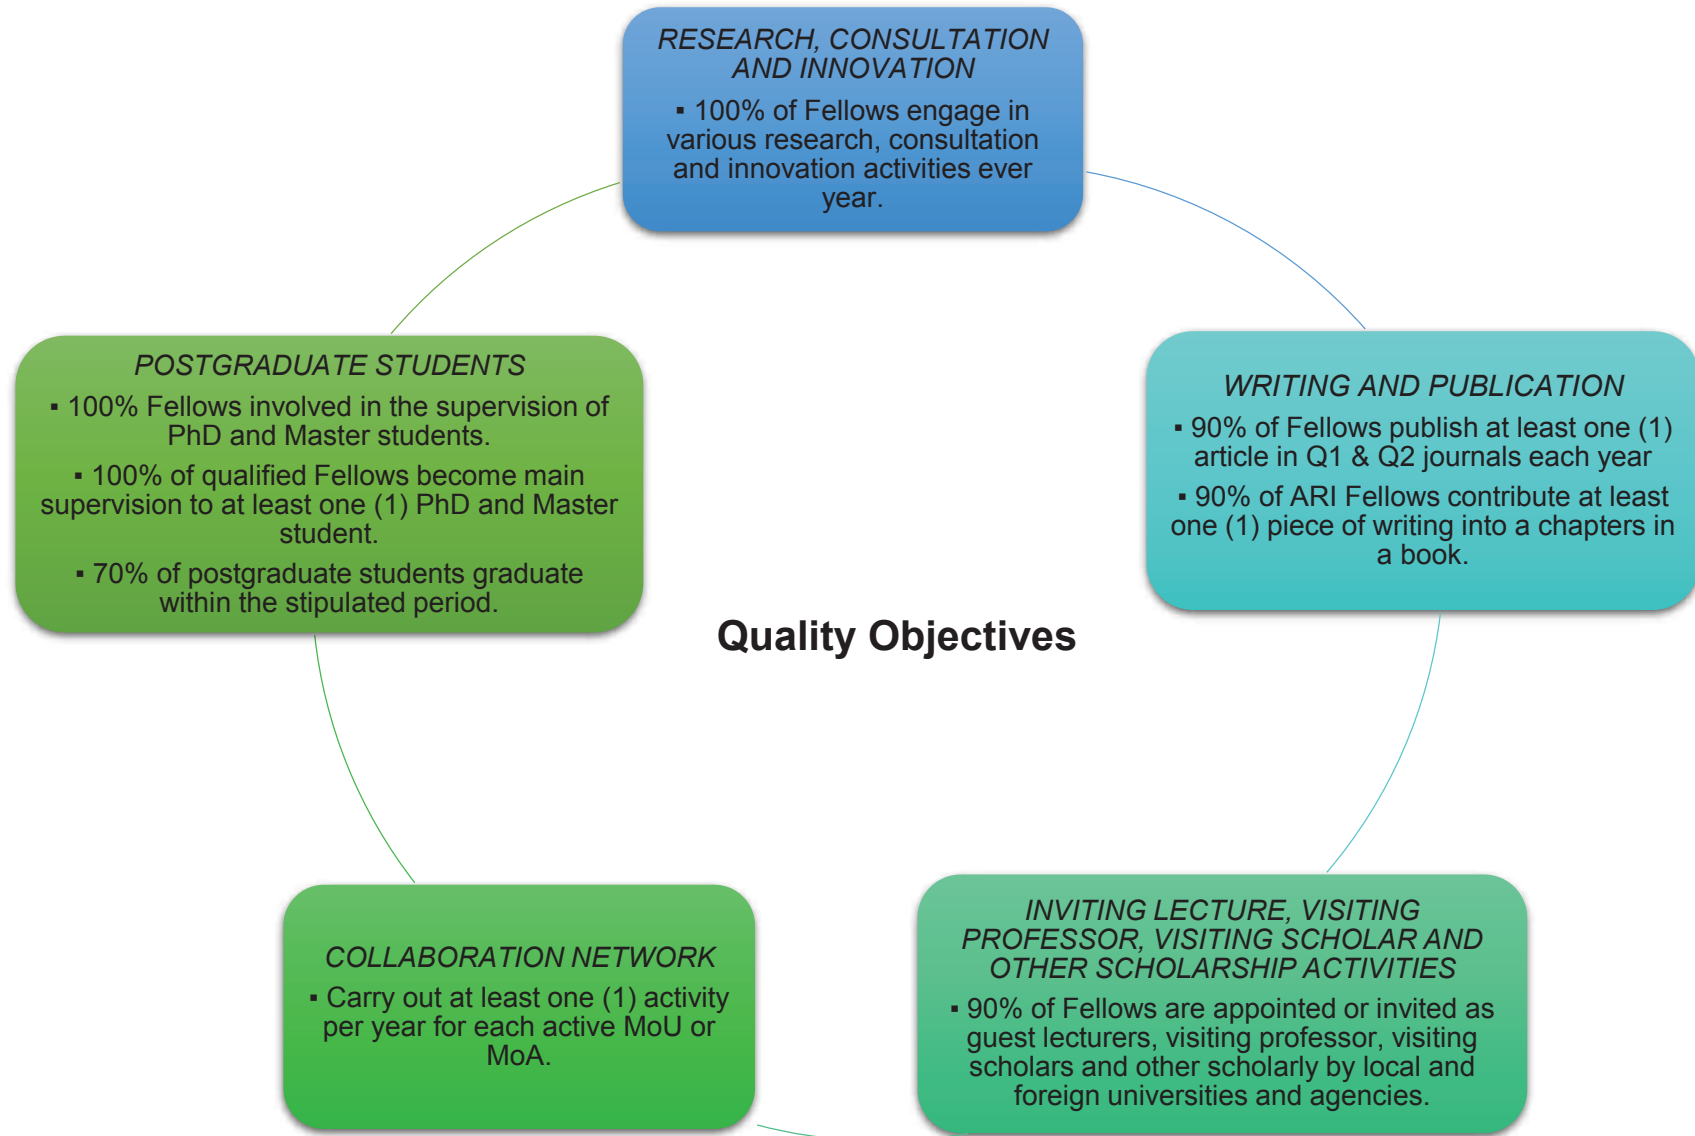 RESEARCH, CONSULTATION
AND INNOVATION
▪ 100% of Fellows engage in
various research, consultation
and innovation activities ever
year.
WRITING AND PUBLICATION
▪ 90% of Fellows publish at least one (1)
article in Q1 & Q2 journals each year
▪ 90% of ARI Fellows contribute at least
one (1) piece of writing into a chapters in
a book.
INVITING LECTURE, VISITING
PROFESSOR, VISITING SCHOLAR AND
OTHER SCHOLARSHIP ACTIVITIES
▪ 90% of Fellows are appointed or invited as
guest lecturers, visiting professor, visiting
scholars and other scholarly by local and
foreign universities and agencies.
COLLABORATION NETWORK
▪ Carry out at least one (1) activity
per year for each active MoU or
MoA.
POSTGRADUATE STUDENTS
▪ 100% Fellows involved in the supervision of
PhD and Master students.
▪ 100% of qualified Fellows become main
supervision to at least one (1) PhD and Master
student.
▪ 70% of postgraduate students graduate
within the stipulated period.
Quality Objectives